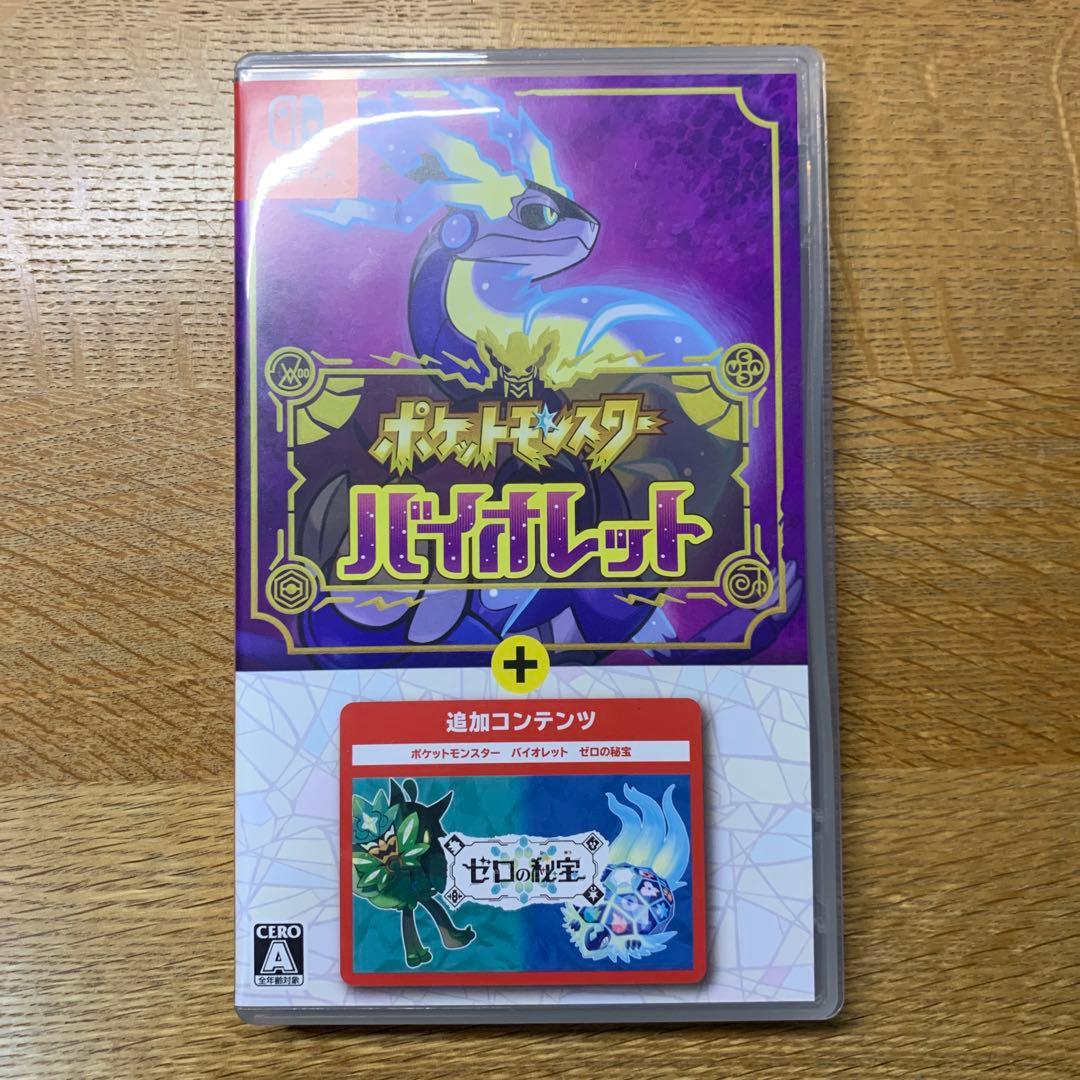 ポケットモンスター
バイオレット
+
追加コンテンツ
ポケットモンスター バイオレット ゼロの秘宝
ゼロの秘宝
CERO
A
全年齢対象